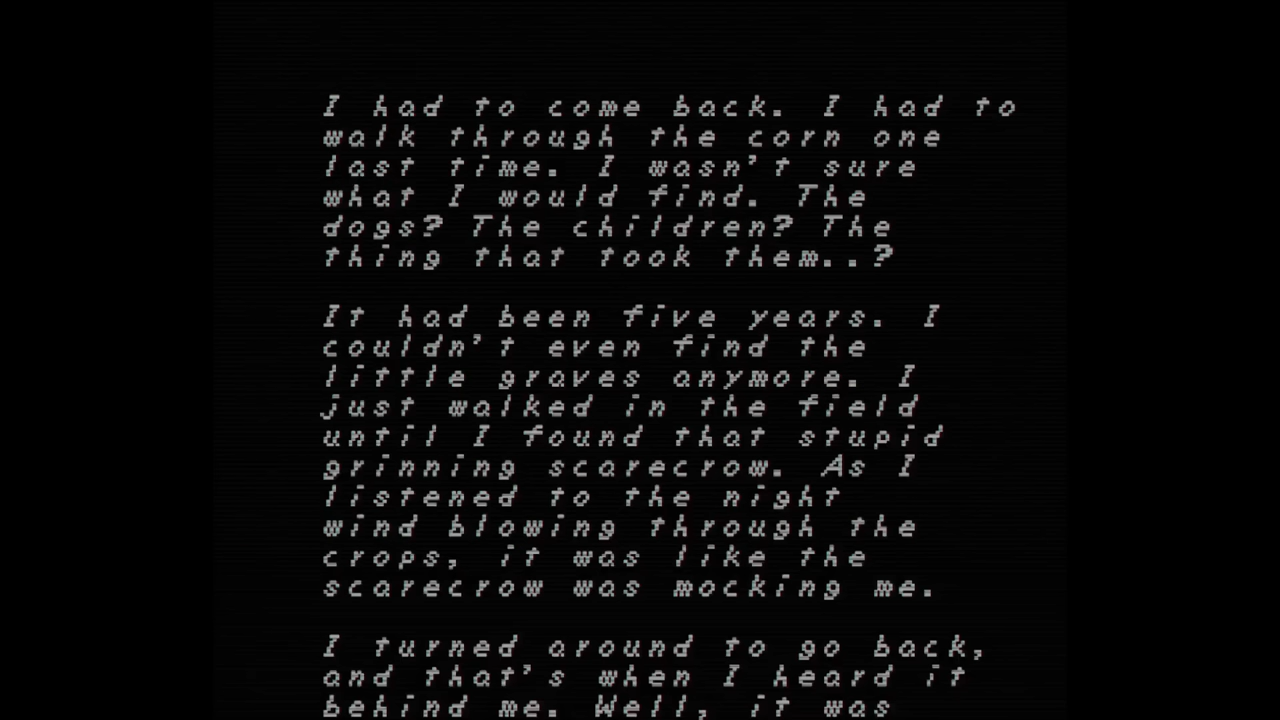 I had to come back. I had to
walk through the corn one
last time. I wasn't sure
what I would find. The
dogs? The children? The
thing that took them..?
It had been five years. I
couldn't even find the
little graves anymore. I
just walked in the field
until I found that stupid
grinning scarecrow. As I
listened to the night
wind blowing through the
crops, it was like the
scarecrow was mocking me.
I turned around to go back,
and that's when I heard it
behind me. Well, it was